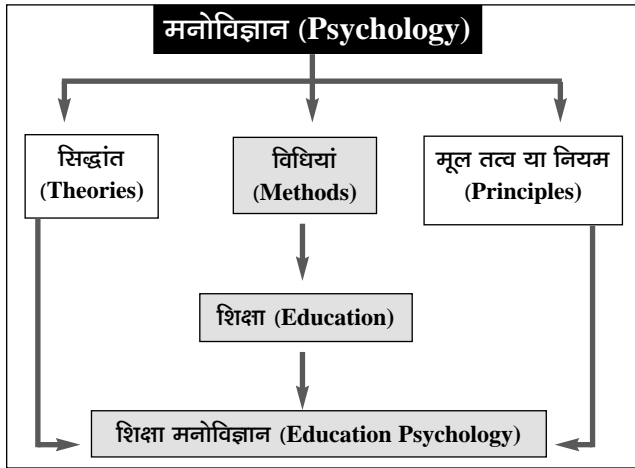 मनोविज्ञान (Psychology)
सिद्धांत
(Theories)
विधियां
(Methods)
मूल तत्व या नियम
(Principles)
शिक्षा (Education)
शिक्षा मनोविज्ञान (Education Psychology)